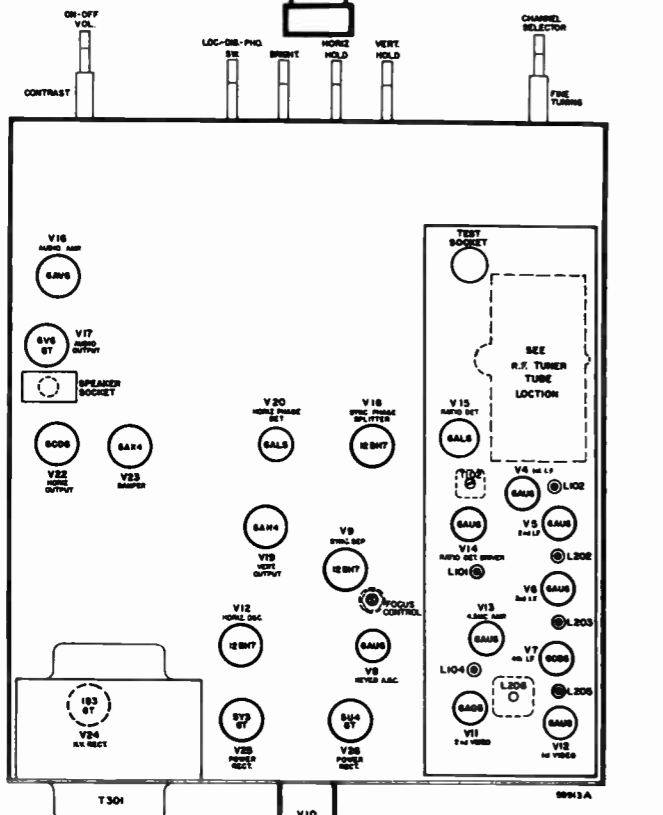 ON-OFF
VOL.
CONTRAST
LOC-DIS-PHO.
SW.
BRIGHT.
HORIZ
HOLD
VERT.
HOLD
CHANNEL
SELECTOR
FINE
TUNING
V16
AUDIO AMP.
6AV6
6V6
GT
V17
AUDIO
OUTPUT
SPEAKER
SOCKET
6CD6
V22
HORIZ
OUTPUT
6AX4
V23
DAMPER
V20
HORIZ PHASE
DET
6AL5
V18
SYNC PHASE
SPLITTER
12BH7
6AH4
V19
VERT.
OUTPUT
V9
SYNC SEP
12BH7
FOCUS
CONTROL
V12
HORIZ. OSC.
12BH7
6AU6
V8
KEYED A.G.C.
1B3
GT
V24
H.V. RECT.
5Y3
GT
V25
POWER
RECT.
5U4
GT
V26
POWER
RECT.
T301
V10
TEST
SOCKET
SEE
R.F. TUNER
TUBE
LOCTION
V15
RATIO DET
6AL5
T102
V4 1st I.F
6AU6
L102
6AU6
V14
RATIO DET. DRIVER
V5
2nd I.F
6AU6
L101
L202
V6
3rd I.F
6AU6
L203
V13
4.5MC AMP.
6AU6
V7
4th I.F
6CB6
L104
L206
L205
6AQ5
V11
2nd VIDEO
6AU6
V12
1st VIDEO